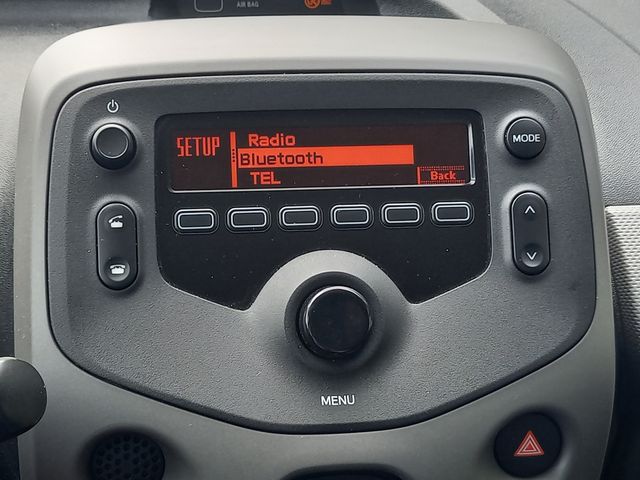 AIR BAG
SETUP
Radio
Bluetooth
TEL
Back
MODE
MENU